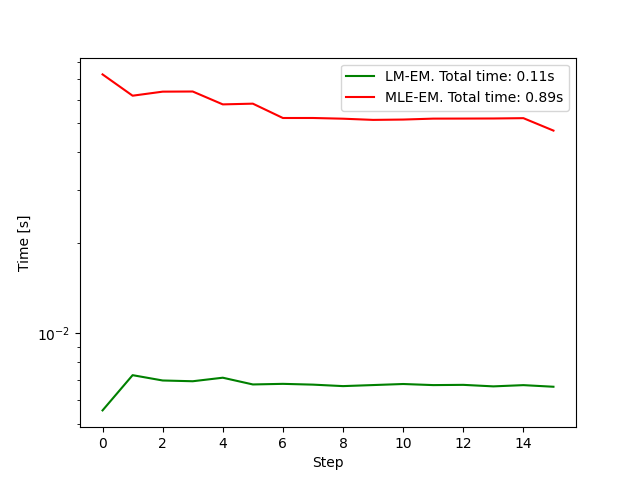 LM-EM. Total time: 0.11s
MLE-EM. Total time: 0.89s
Time [s]
10⁻²
0 2 4 6 8 10 12 14
Step